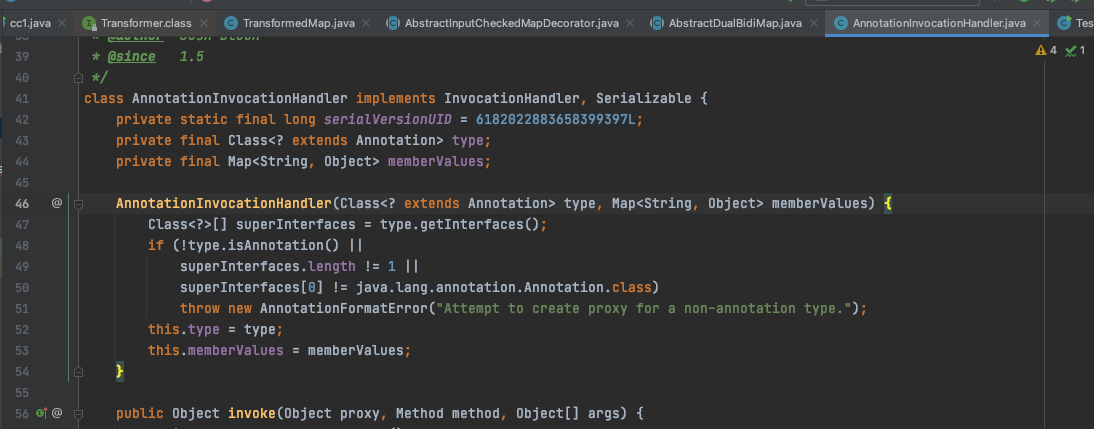 cc1.java Transformer.class TransformedMap.java AbstractInputCheckedMapDecorator.java AbstractDualBidiMap.java AnnotationInvocationHandler.java Tes
39 * @since 1.5
40 */
41 class AnnotationInvocationHandler implements InvocationHandler, Serializable {
42 private static final long serialVersionUID = 6182022883658399397L;
43 private final Class<? extends Annotation> type;
44 private final Map<String, Object> memberValues;
45
46 @ AnnotationInvocationHandler(Class<? extends Annotation> type, Map<String, Object> memberValues) {
47 Class<?>[] superInterfaces = type.getInterfaces();
48 if (!type.isAnnotation() ||
49 superInterfaces.length != 1 ||
50 superInterfaces[0] != java.lang.annotation.Annotation.class)
51 throw new AnnotationFormatError("Attempt to create proxy for a non-annotation type.");
52 this.type = type;
53 this.memberValues = memberValues;
54 }
55
56 @ public Object invoke(Object proxy, Method method, Object[] args) {
4 1